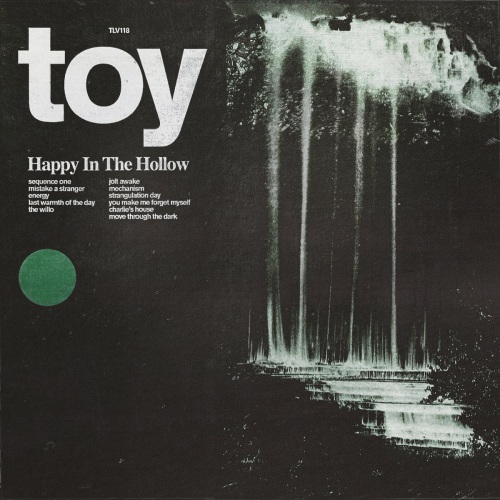 TLV118
toy
Happy In The Hollow
sequence one
mistake a stranger
energy
last warmth of the day
the willo
jolt awake
mechanism
strangulation day
you make me forget myself
charlie's house
move through the dark